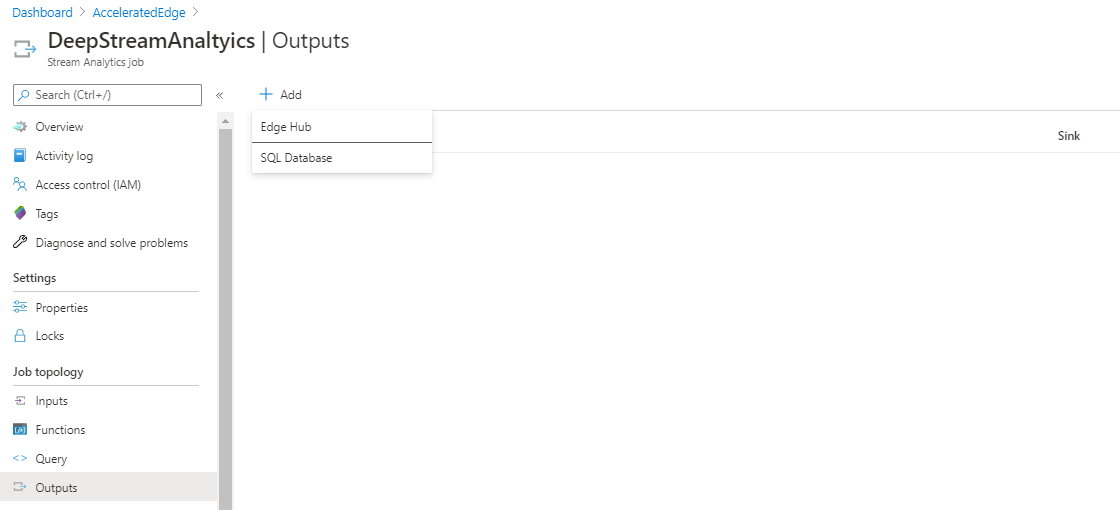 Dashboard > AcceleratedEdge >
DeepStreamAnaltyics | Outputs
Stream Analytics job
Search (Ctrl+/)
«
Overview
Activity log
Access control (IAM)
Tags
Diagnose and solve problems
Settings
Properties
Locks
Job topology
Inputs
Functions
Query
Outputs
+ Add
Edge Hub
SQL Database
Sink